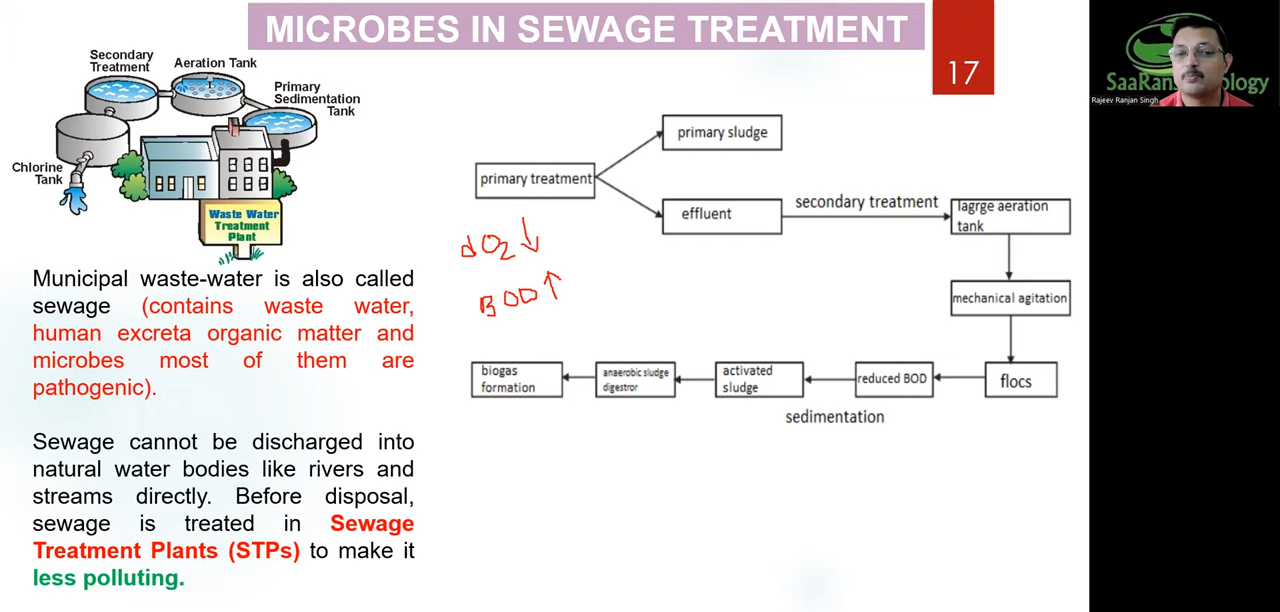 MICROBES IN SEWAGE TREATMENT
17
Secondary
Treatment
Aeration Tank
Primary
Sedimentation
Tank
Chlorine
Tank
Waste Water
Treatment
Plant
Municipal waste-water is also called
sewage (contains waste water,
human excreta organic matter and
microbes most of them are
pathogenic).
Sewage cannot be discharged into
natural water bodies like rivers and
streams directly. Before disposal,
sewage is treated in Sewage
Treatment Plants (STPs) to make it
less polluting.
primary treatment
primary sludge
effluent
secondary treatment
lagrge aeration
tank
mechanical agitation
flocs
reduced BOD
sedimentation
activated
sludge
anaerobic sludge
digestror
biogas
formation
dO2 ↓
BOD ↑
Rajeev Ranjan Singh